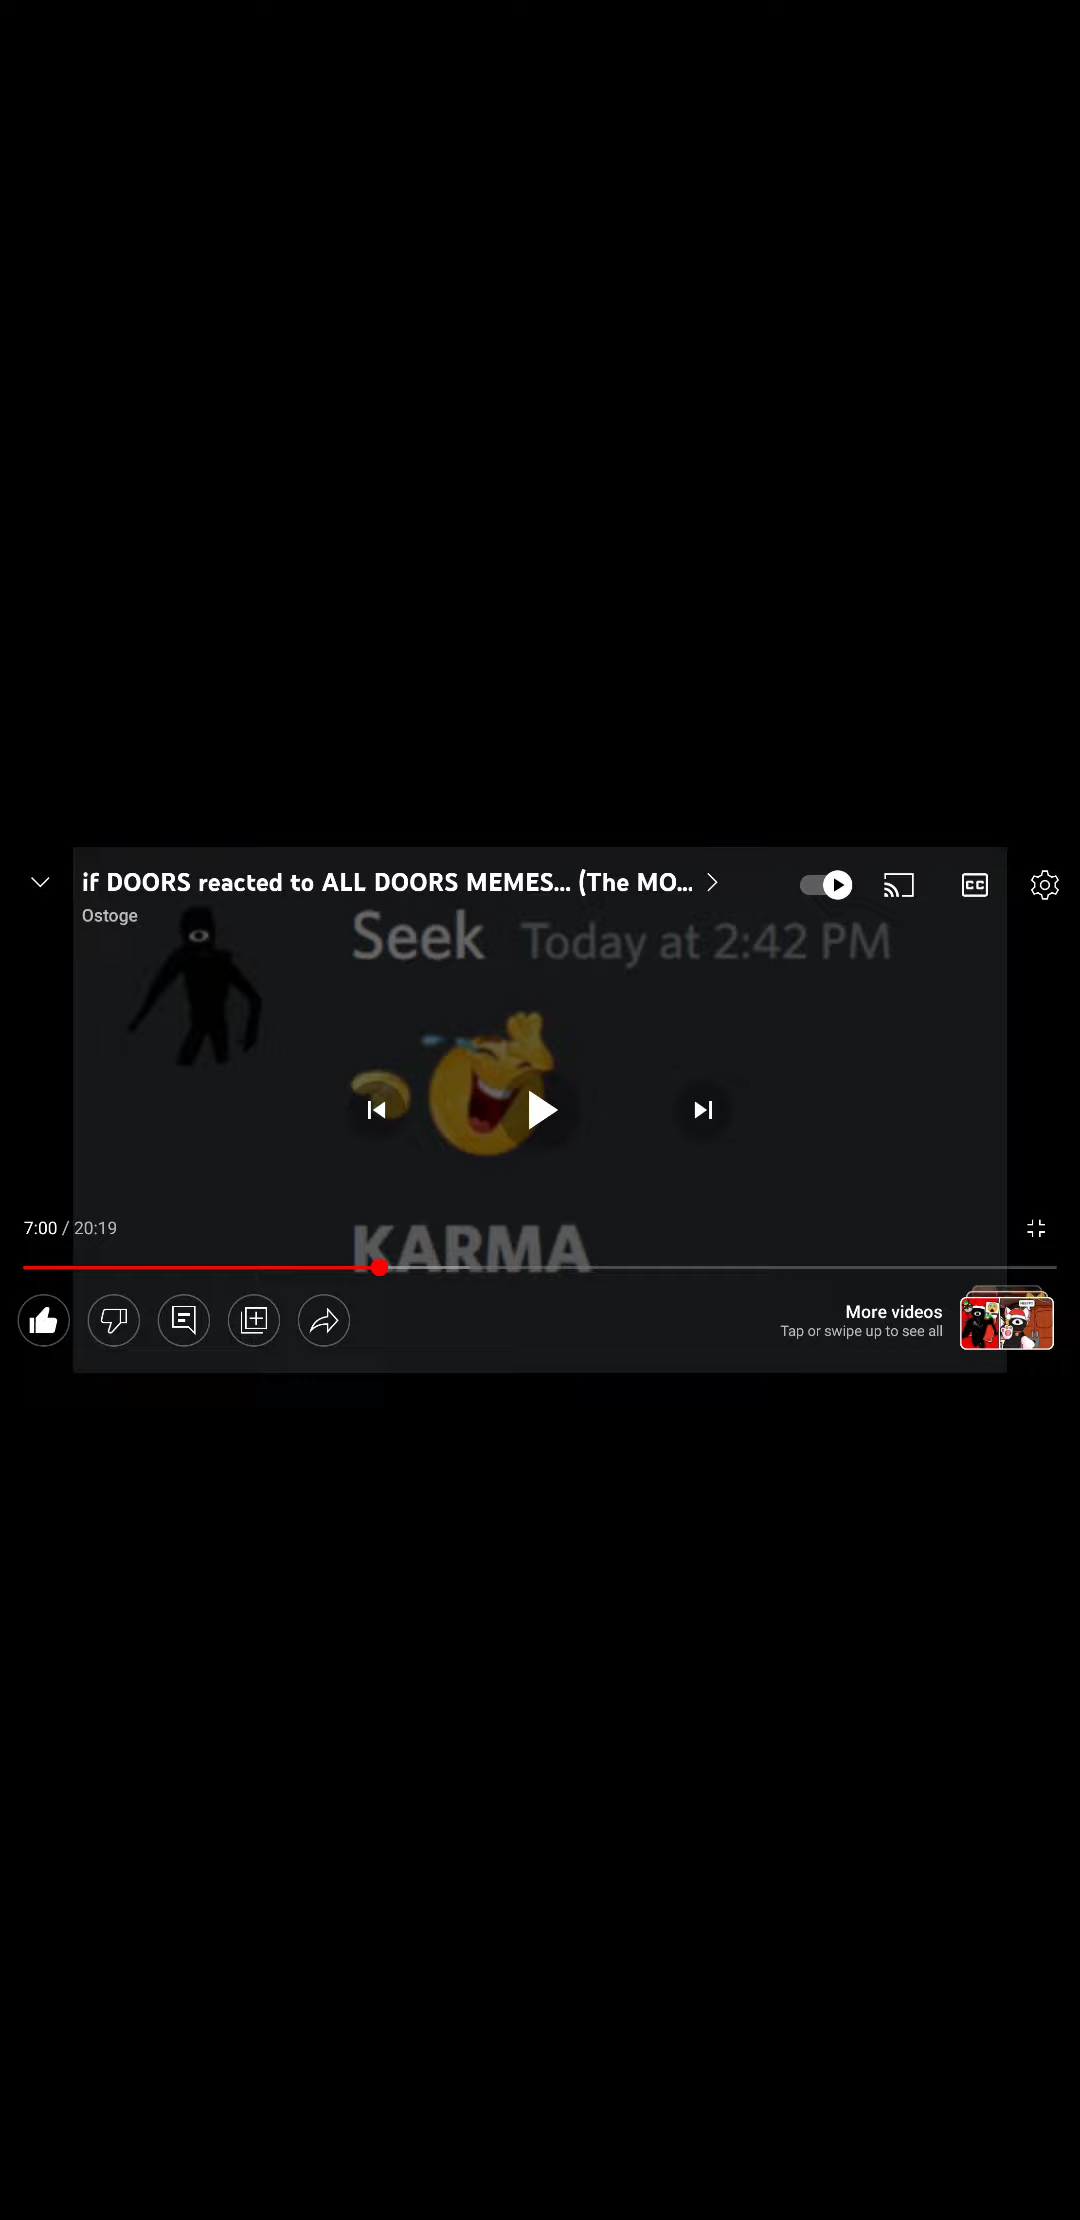 if DOORS reacted to ALL DOORS MEMES... (The MO...
Ostoge
Seek Today at 2:42 PM
7:00 / 20:19
KARMA
More videos
Tap or swipe up to see all